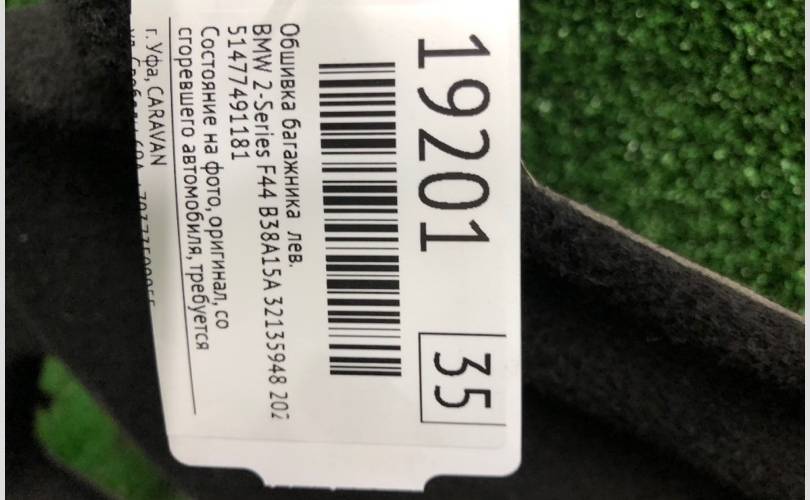 19201
35
Обшивка багажника лев.
BMW 2-Series F44 B38A15A 32135948 202
51477491181
Состояние на фото, оригинал, со
сгоревшего автомобиля, требуется
г. Уфа, CARAVAN